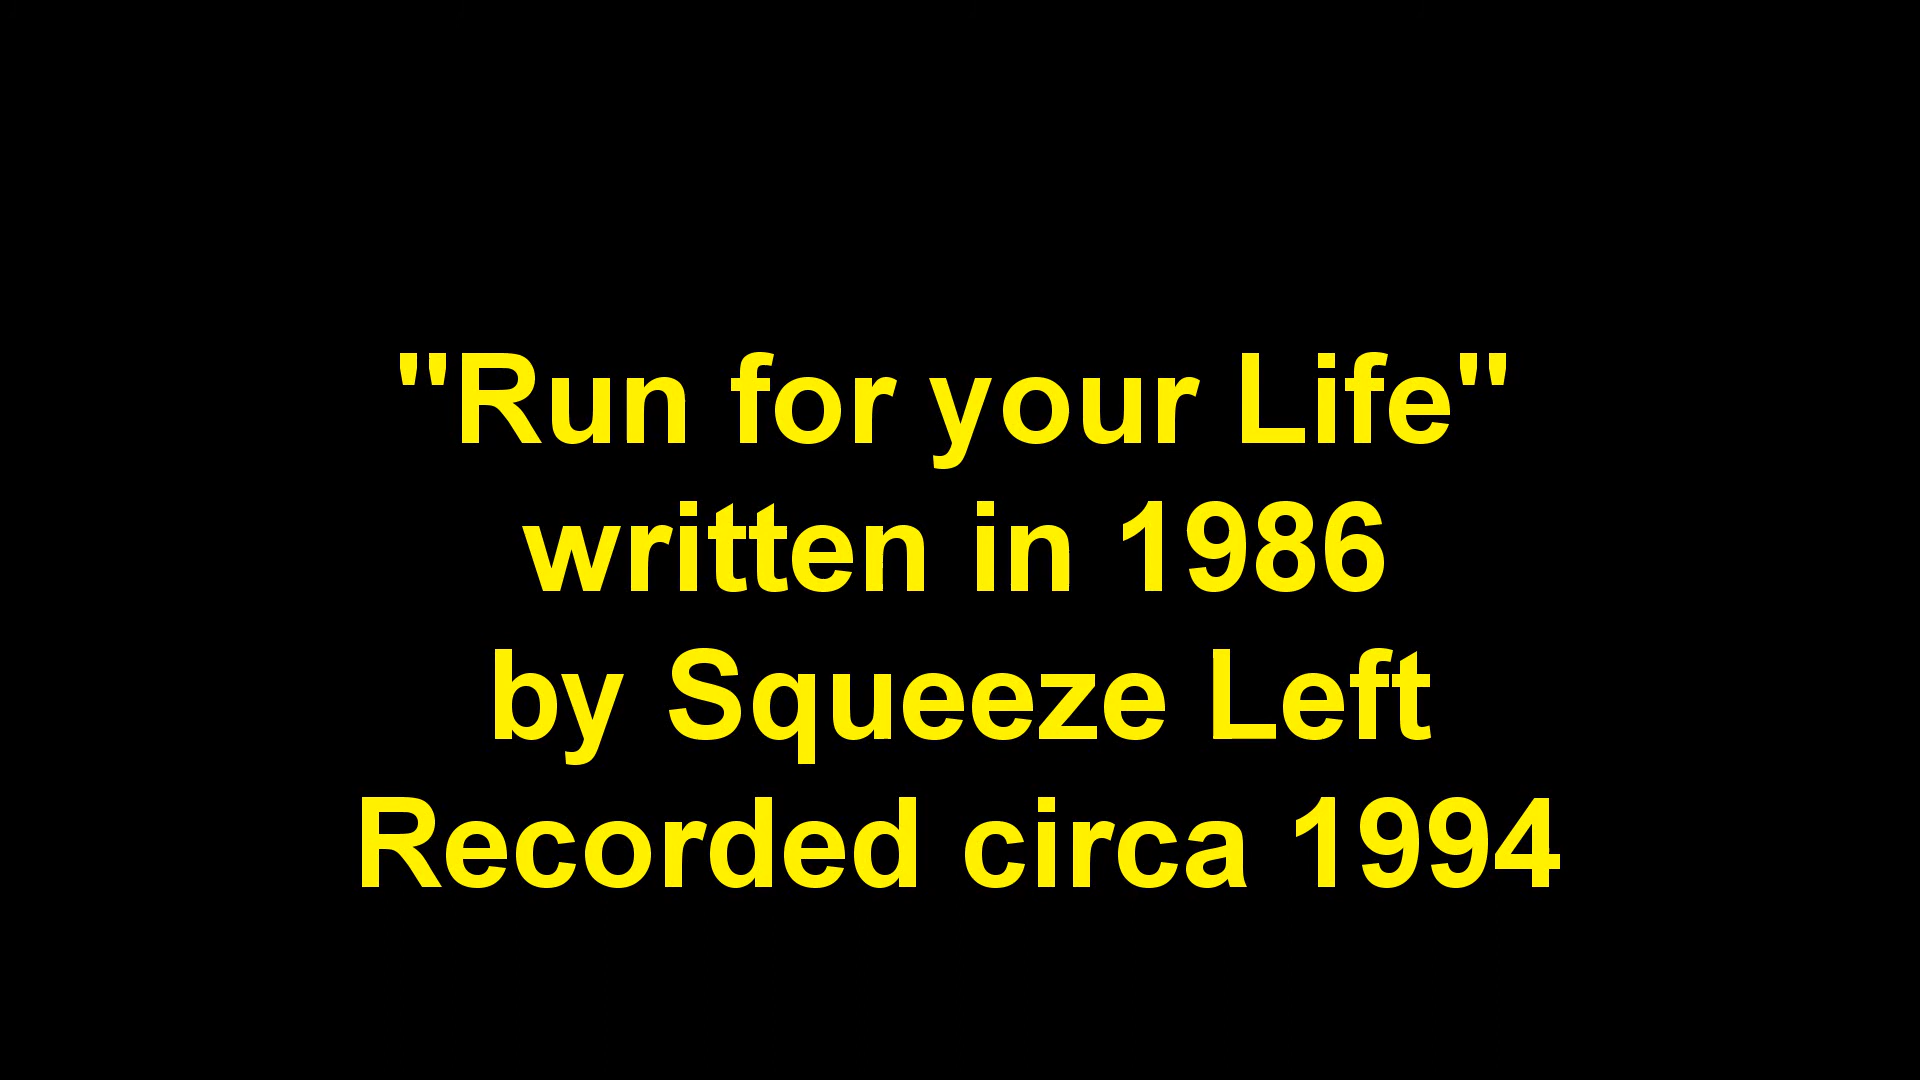 "Run for your Life"
written in 1986
by Squeeze Left
Recorded circa 1994